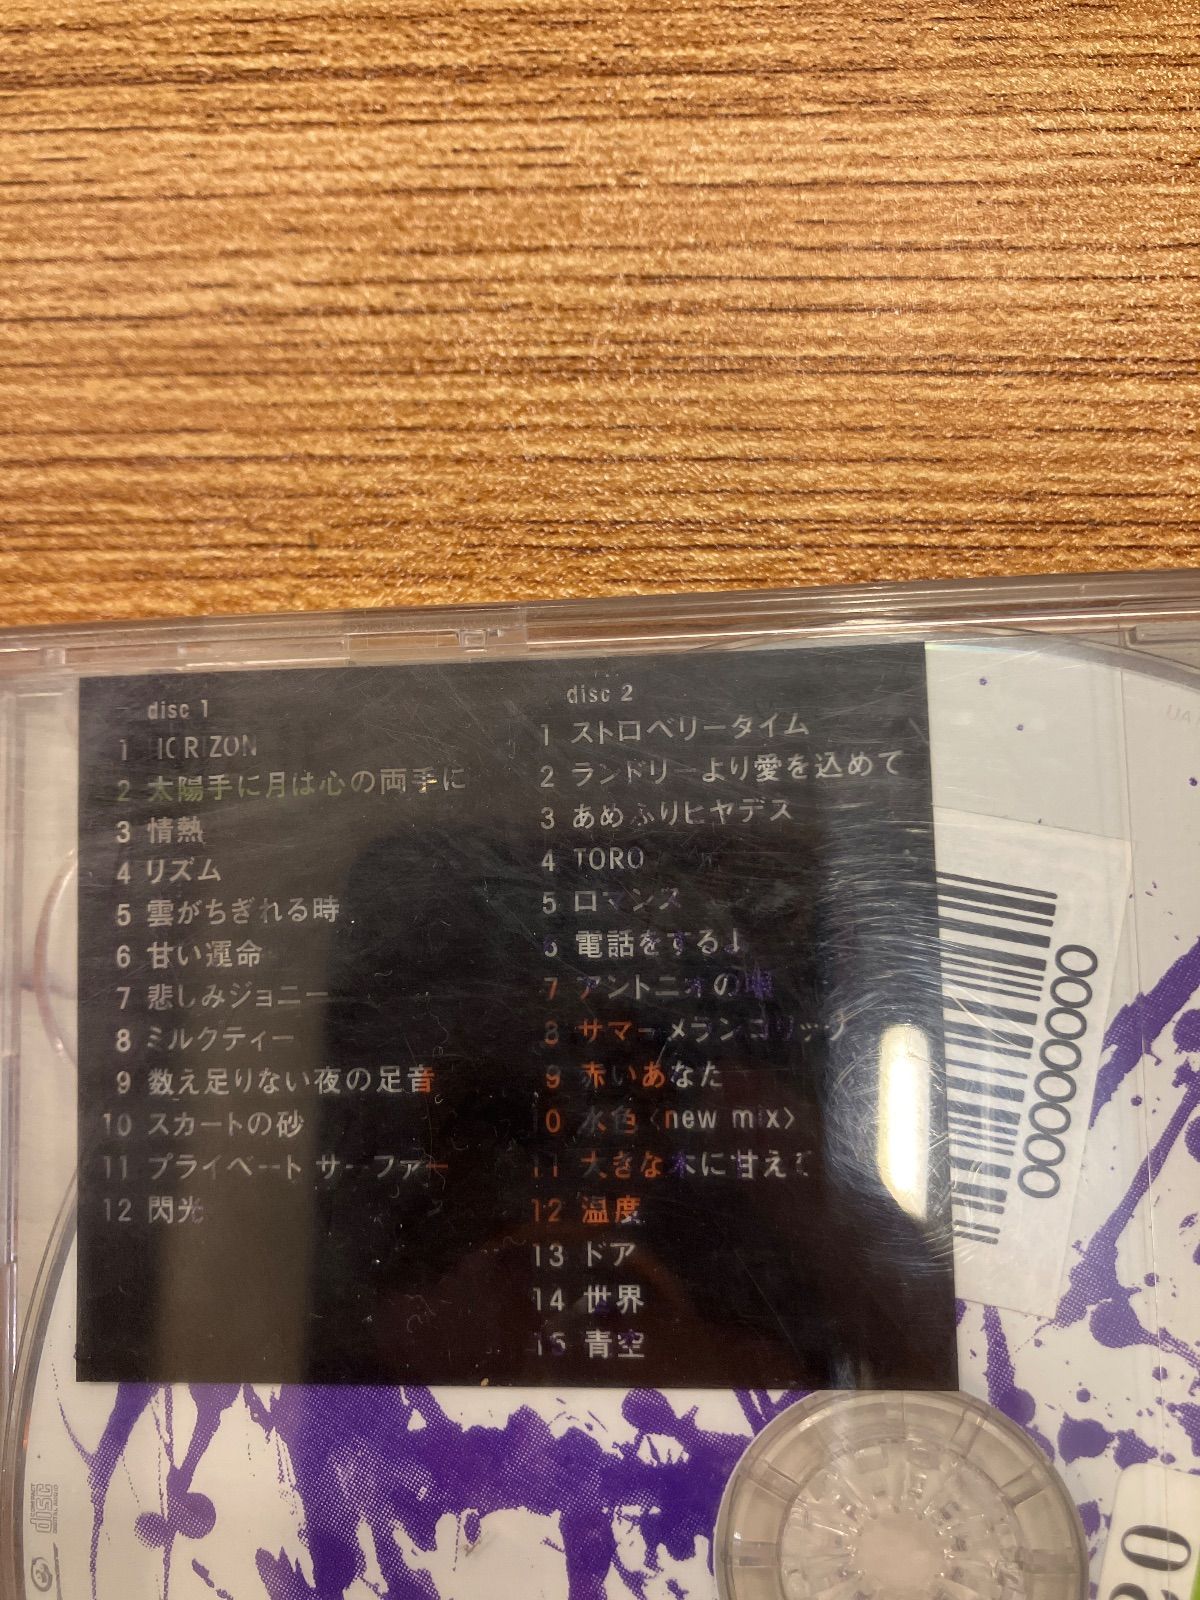 disc 1
1 HORIZON
2 太陽手に月は心の両手に
3 情熱
4 リズム
5 雲がちぎれる時
6 甘い運命
7 悲しみジョニー
8 ミルクティー
9 数え足りない夜の足音
10 スカートの砂
11 プライベート サーファー
12 閃光
disc 2
1 ストロベリータイム
2 ランドリーより愛を込めて
3 あめふりヒヤデス
4 TORO
5 ロマンス
6 電話をするよ
7 アントニオの唄
8 サマーメランコリック
9 赤いあなた
10 水色〈new mix〉
11 大きな木に甘えて
12 温度
13 ドア
14 世界
15 青空
00000000
COMPACT
disc
DIGITAL AUDIO
20